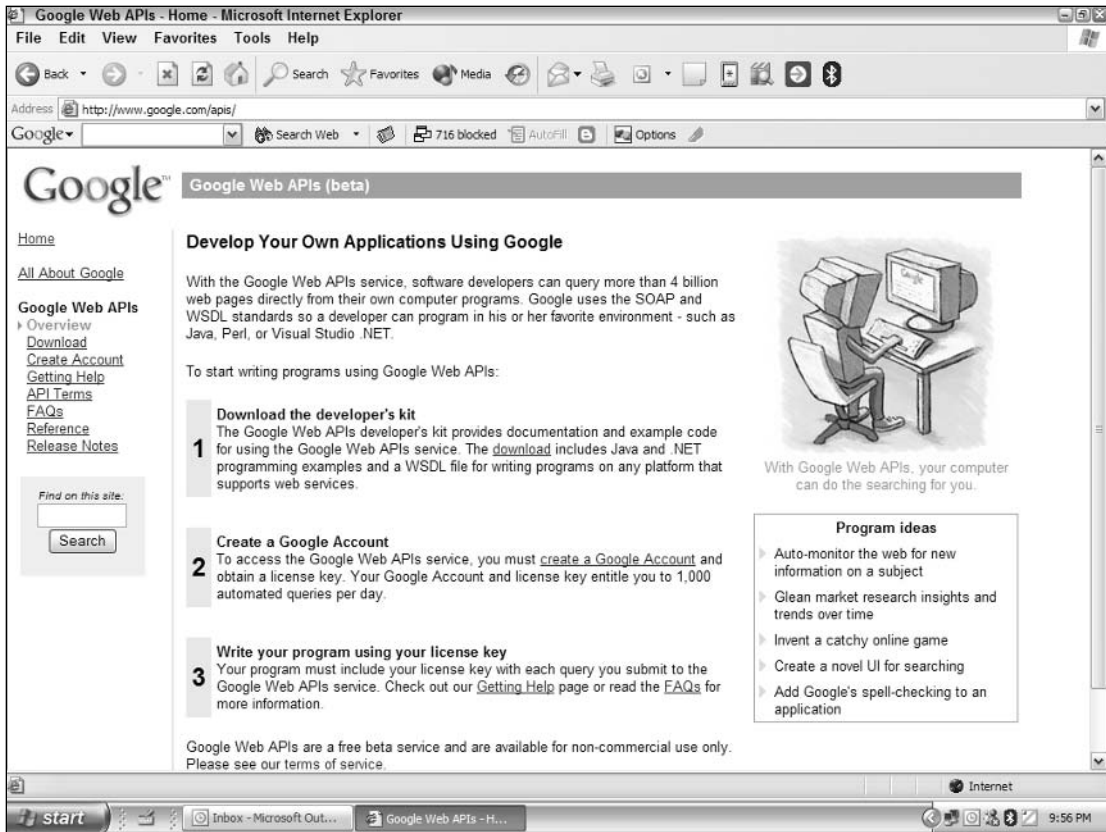 Google Web APIs - Home - Microsoft Internet Explorer
File Edit View Favorites Tools Help
Back Search Favorites Media
Address http://www.google.com/apis/
Google Search Web 716 blocked AutoFill Options
Google™
Google Web APIs (beta)
Home
All About Google
Google Web APIs
Overview
Download
Create Account
Getting Help
API Terms
FAQs
Reference
Release Notes
Find on this site:
Search
Develop Your Own Applications Using Google
With the Google Web APIs service, software developers can query more than 4 billion
web pages directly from their own computer programs. Google uses the SOAP and
WSDL standards so a developer can program in his or her favorite environment - such as
Java, Perl, or Visual Studio .NET.
To start writing programs using Google Web APIs:
1
Download the developer's kit
The Google Web APIs developer's kit provides documentation and example code
for using the Google Web APIs service. The download includes Java and .NET
programming examples and a WSDL file for writing programs on any platform that
supports web services.
2
Create a Google Account
To access the Google Web APIs service, you must create a Google Account and
obtain a license key. Your Google Account and license key entitle you to 1,000
automated queries per day.
3
Write your program using your license key
Your program must include your license key with each query you submit to the
Google Web APIs service. Check out our Getting Help page or read the FAQs for
more information.
Google Web APIs are a free beta service and are available for non-commercial use only.
Please see our terms of service.
Google
With Google Web APIs, your computer
can do the searching for you.
Program ideas
Auto-monitor the web for new
information on a subject
Glean market research insights and
trends over time
Invent a catchy online game
Create a novel UI for searching
Add Google's spell-checking to an
application
Internet
start Inbox - Microsoft Out... Google Web APIs - H... 9:56 PM